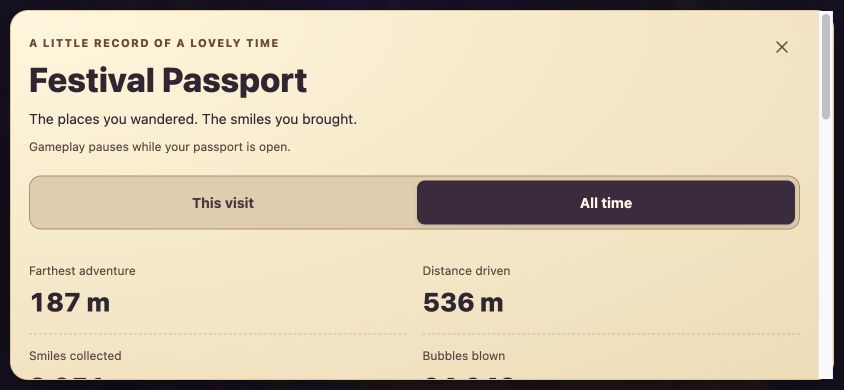 A LITTLE RECORD OF A LOVELY TIME
Festival Passport
The places you wandered. The smiles you brought.
Gameplay pauses while your passport is open.
This visit
All time
Farthest adventure
Distance driven
187 m
536 m
Smiles collected
Bubbles blown